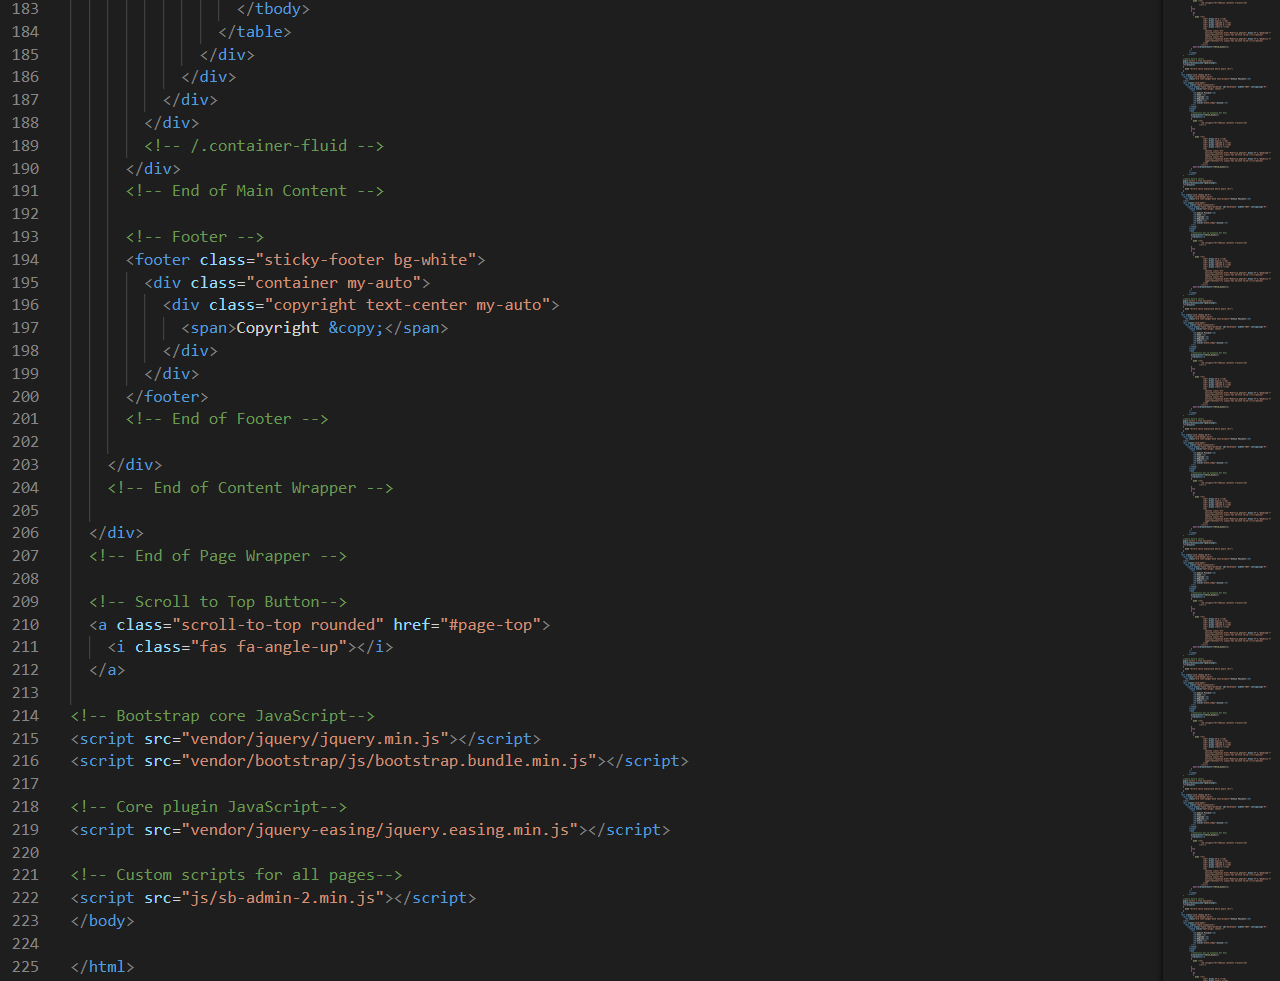 183 </tbody>
184 </table>
185 </div>
186 </div>
187 </div>
188 </div>
189 <!-- /.container-fluid -->
190 </div>
191 <!-- End of Main Content -->
192
193 <!-- Footer -->
194 <footer class="sticky-footer bg-white">
195 <div class="container my-auto">
196 <div class="copyright text-center my-auto">
197 <span>Copyright &copy;</span>
198 </div>
199 </div>
200 </footer>
201 <!-- End of Footer -->
202
203 </div>
204 <!-- End of Content Wrapper -->
205
206 </div>
207 <!-- End of Page Wrapper -->
208
209 <!-- Scroll to Top Button-->
210 <a class="scroll-to-top rounded" href="#page-top">
211 <i class="fas fa-angle-up"></i>
212 </a>
213
214 <!-- Bootstrap core JavaScript-->
215 <script src="vendor/jquery/jquery.min.js"></script>
216 <script src="vendor/bootstrap/js/bootstrap.bundle.min.js"></script>
217
218 <!-- Core plugin JavaScript-->
219 <script src="vendor/jquery-easing/jquery.easing.min.js"></script>
220
221 <!-- Custom scripts for all pages-->
222 <script src="js/sb-admin-2.min.js"></script>
223 </body>
224
225 </html>